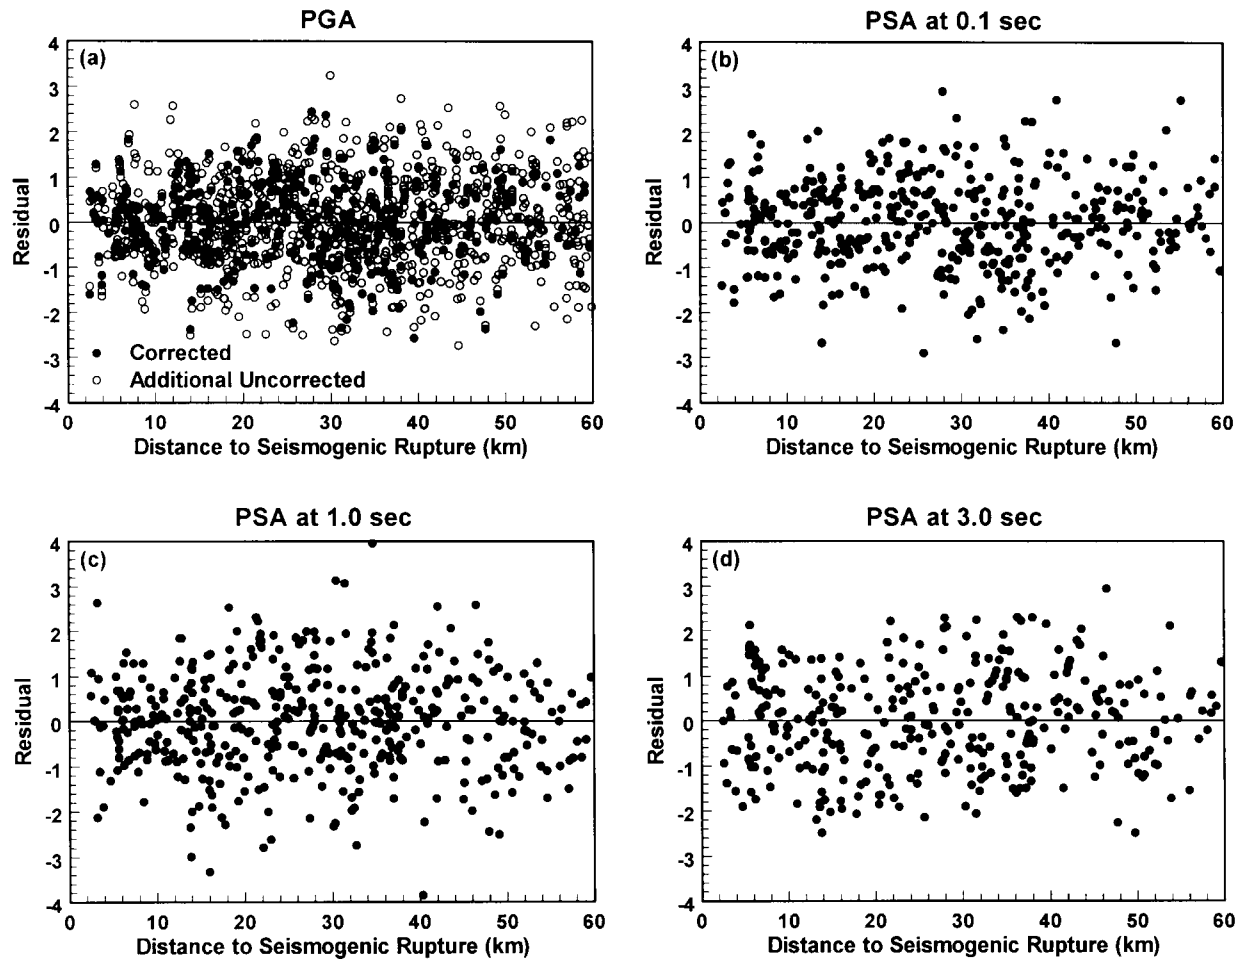 PGA
(a)
4
3
2
1
0
-1
-2
-3
-4
Residual
Corrected
Additional Uncorrected
0 10 20 30 40 50 60
Distance to Seismogenic Rupture (km)
PSA at 0.1 sec
(b)
4
3
2
1
0
-1
-2
-3
-4
Residual
0 10 20 30 40 50 60
Distance to Seismogenic Rupture (km)
PSA at 1.0 sec
(c)
4
3
2
1
0
-1
-2
-3
-4
Residual
0 10 20 30 40 50 60
Distance to Seismogenic Rupture (km)
PSA at 3.0 sec
(d)
4
3
2
1
0
-1
-2
-3
-4
Residual
0 10 20 30 40 50 60
Distance to Seismogenic Rupture (km)